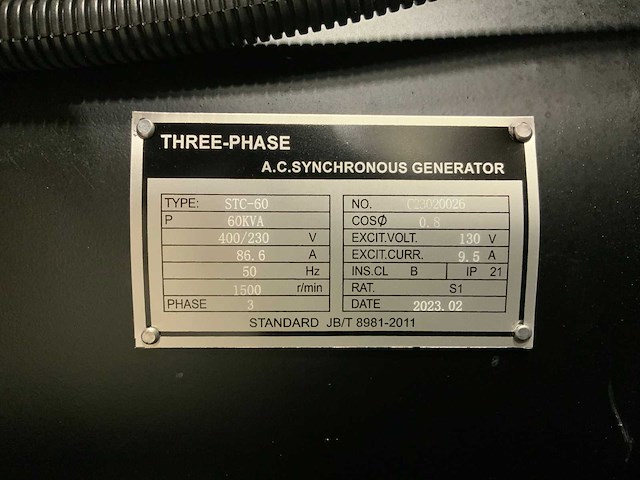 THREE-PHASE
A.C.SYNCHRONOUS GENERATOR
TYPE: STC-60
P 60KVA
400/230 V
86.6 A
50 Hz
1500 r/min
PHASE 3
NO. C23020026
COSØ 0.8
EXCIT.VOLT. 130 V
EXCIT.CURR. 9.5 A
INS.CL B IP 21
RAT. S1
DATE 2023.02
STANDARD JB/T 8981-2011